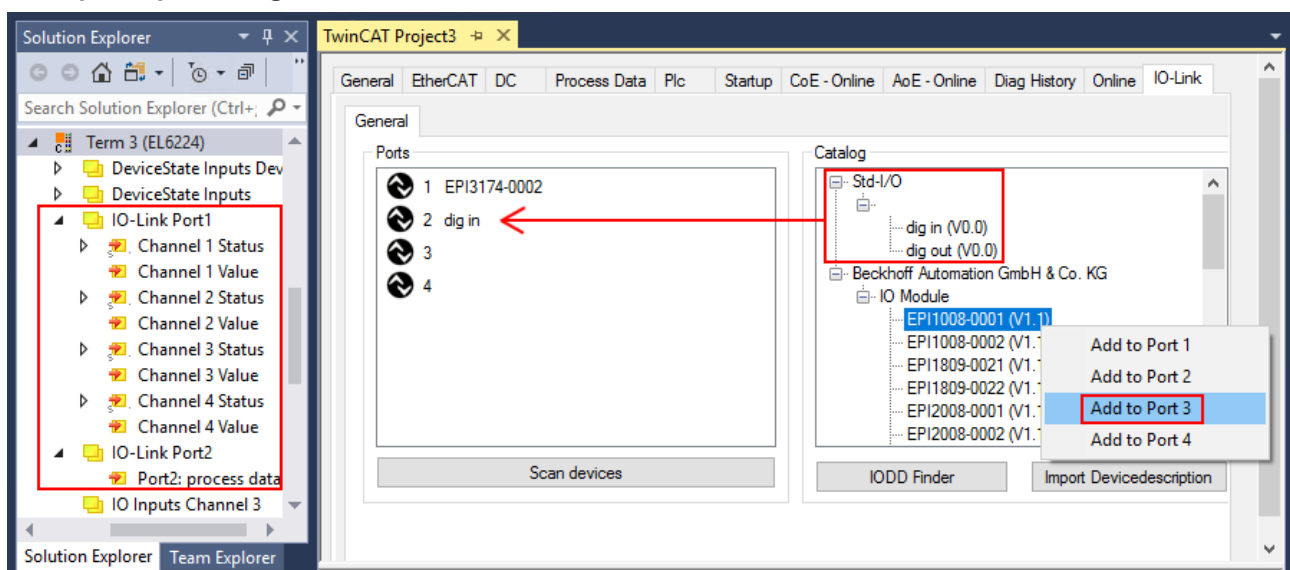 Solution Explorer
Search Solution Explorer (Ctrl+;
Term 3 (EL6224)
DeviceState Inputs Dev
DeviceState Inputs
IO-Link Port1
Channel 1 Status
Channel 1 Value
Channel 2 Status
Channel 2 Value
Channel 3 Status
Channel 3 Value
Channel 4 Status
Channel 4 Value
IO-Link Port2
Port2: process data
IO Inputs Channel 3
Solution Explorer Team Explorer
TwinCAT Project3
General EtherCAT DC Process Data Plc Startup CoE - Online AoE - Online Diag History Online IO-Link
General
Ports
1 EPI3174-0002
2 dig in
3
4
Scan devices
Catalog
Std-I/O
dig in (V0.0)
dig out (V0.0)
Beckhoff Automation GmbH & Co. KG
IO Module
EPI1008-0001 (V1.1)
EPI1008-0002 (V1.
EPI1809-0021 (V1.
EPI1809-0022 (V1.
EPI2008-0001 (V1.
EPI2008-0002 (V1.
Add to Port 1
Add to Port 2
Add to Port 3
Add to Port 4
IODD Finder Import Devicedescription